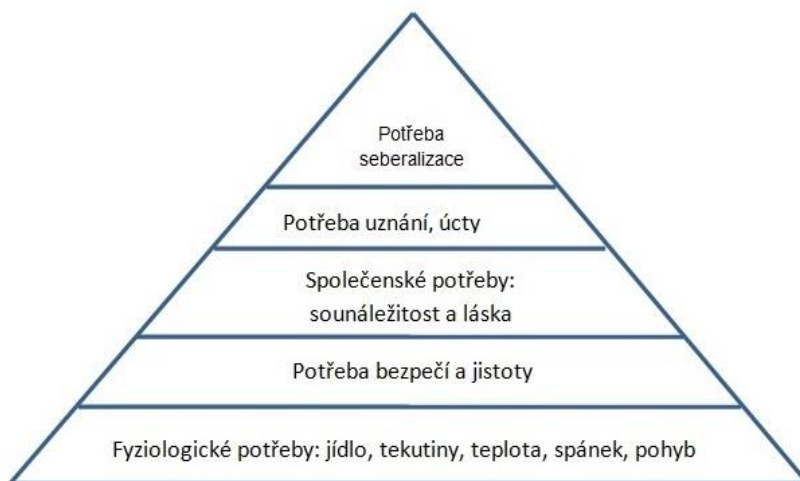 Potřeba
seberalizace
Potřeba uznání, úcty
Společenské potřeby:
sounáležitost a láska
Potřeba bezpečí a jistoty
Fyziologické potřeby: jídlo, tekutiny, teplota, spánek, pohyb